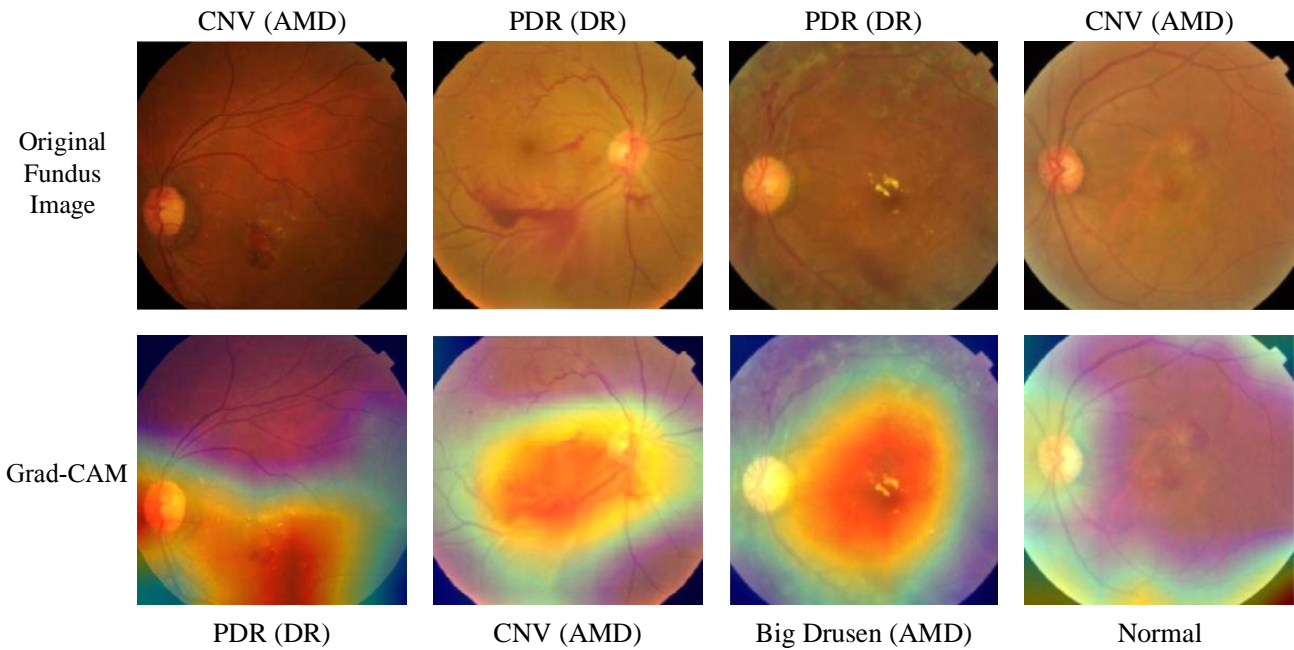 CNV (AMD)
PDR (DR)
PDR (DR)
CNV (AMD)
Original
Fundus
Image
Grad-CAM
PDR (DR)
CNV (AMD)
Big Drusen (AMD)
Normal